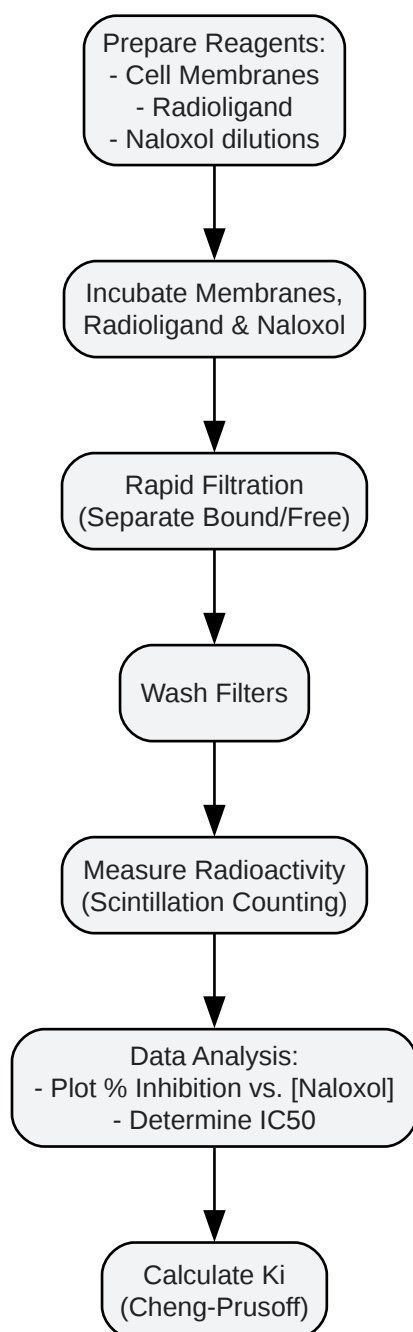 Prepare Reagents:
- Cell Membranes
- Radioligand
- Naloxol dilutions
Incubate Membranes,
Radioligand & Naloxol
Rapid Filtration
(Separate Bound/Free)
Wash Filters
Measure Radioactivity
(Scintillation Counting)
Data Analysis:
- Plot % Inhibition vs. [Naloxol]
- Determine IC50
Calculate Ki
(Cheng-Prusoff)